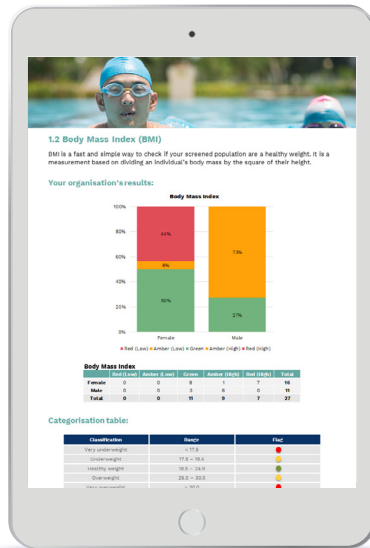 1.2 Body Mass Index (BMI)
BMI is a fast and simple way to check if your screened population are a healthy weight. It is a
measurement based on dividing an individual's body mass by the square of their height.
Your organisation's results:
Body Mass Index
100%
80%
60%
40%
20%
0%
44%
6%
50%
73%
27%
Female Male
Red (Low) Amber (Low) Green Amber (High) Red (High)
Body Mass Index
Red (Low) Amber (Low) Green Amber (High) Red (High) Total
Female 0 0 8 1 7 16
Male 0 0 3 8 0 11
Total 0 0 11 9 7 27
Categorisation table:
Classification Range Flag
Very underweight < 17.5
Underweight 17.5 – 18.4
Healthy weight 18.5 – 24.9
Overweight 25.0 – 30.0